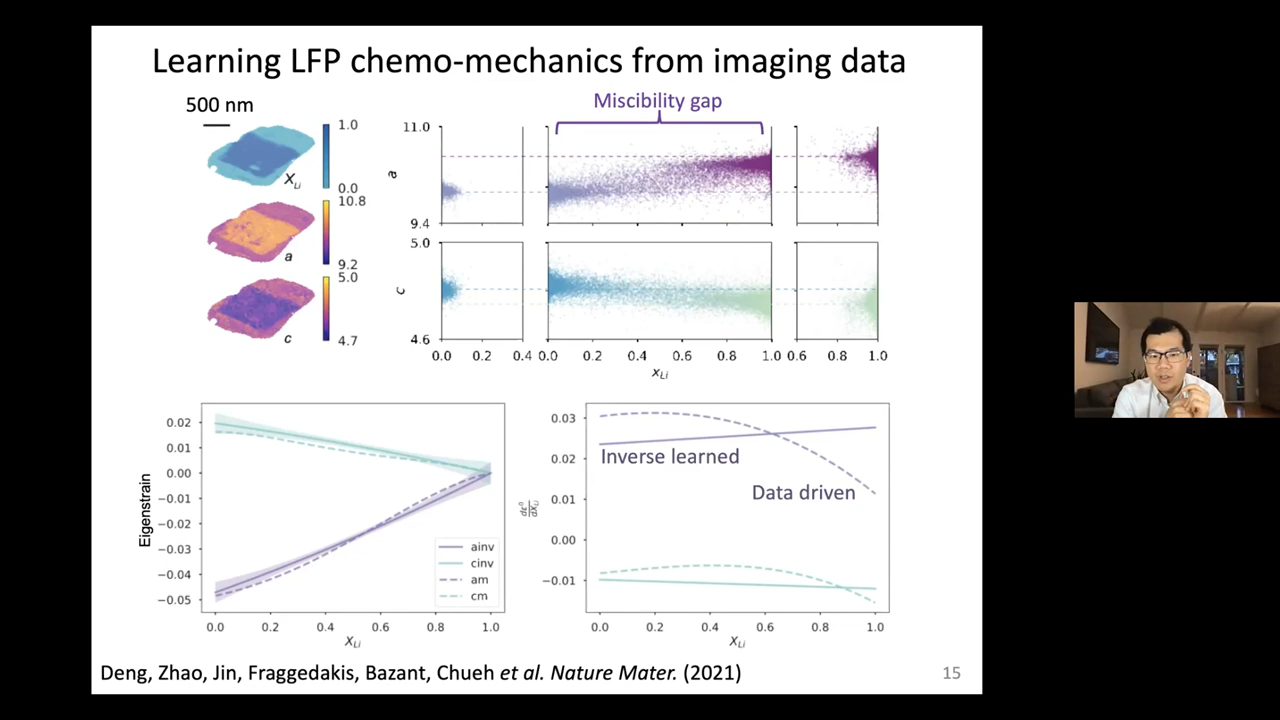 Learning LFP chemo-mechanics from imaging data
500 nm
Miscibility gap
1.0
X_Li
0.0
10.8
a
9.2
5.0
c
4.7
11.0
a
9.4
5.0
c
4.6
0.0 0.2 0.4 0.0 0.2 0.4 0.6 0.8 1.0 0.6 0.8 1.0
x_Li
Eigenstrain
0.02
0.01
0.00
−0.01
−0.02
−0.03
−0.04
−0.05
ainv
cinv
am
cm
0.0 0.2 0.4 0.6 0.8 1.0
X_Li
0.03
0.02
0.01
0.00
−0.01
Inverse learned
Data driven
0.0 0.2 0.4 0.6 0.8 1.0
X_Li
Deng, Zhao, Jin, Fraggedakis, Bazant, Chueh et al. Nature Mater. (2021)
15